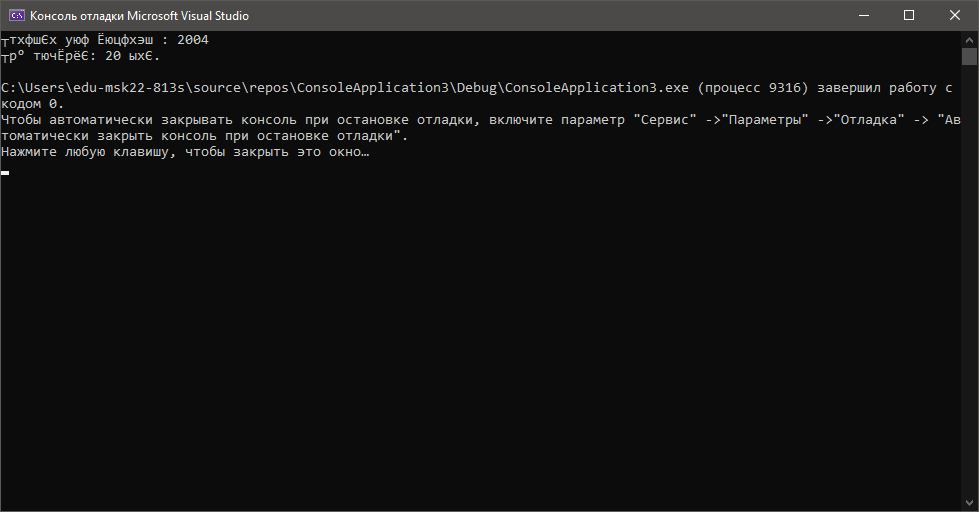 Консоль отладки Microsoft Visual Studio
┬тхфшЄх уюф Ёюцфхэш : 2004
┬р° тючЁрёЄ: 20 ыхЄ.
C:\Users\edu-msk22-813s\source\repos\ConsoleApplication3\Debug\ConsoleApplication3.exe (процесс 9316) завершил работу с
кодом 0.
Чтобы автоматически закрывать консоль при остановке отладки, включите параметр "Сервис" ->"Параметры" ->"Отладка" -> "Ав
томатически закрыть консоль при остановке отладки".
Нажмите любую клавишу, чтобы закрыть это окно…